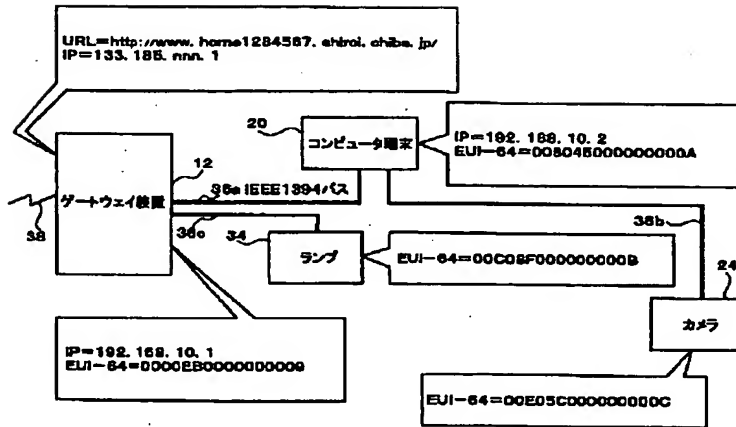 URL=http://www.home1234567.shiroi.chiba.jp/
IP=133.185.nnn.1
20
コンピュータ端末
IP=192.168.10.2
EUI-64=008045000000000A
12
ゲートウェイ装置
36a IEEE1394バス
38
36c
34
ランプ
EUI-64=00C08F000000000B
36b
24
カメラ
IP=192.168.10.1
EUI-64=0000EB0000000009
EUI-64=00E05C000000000C